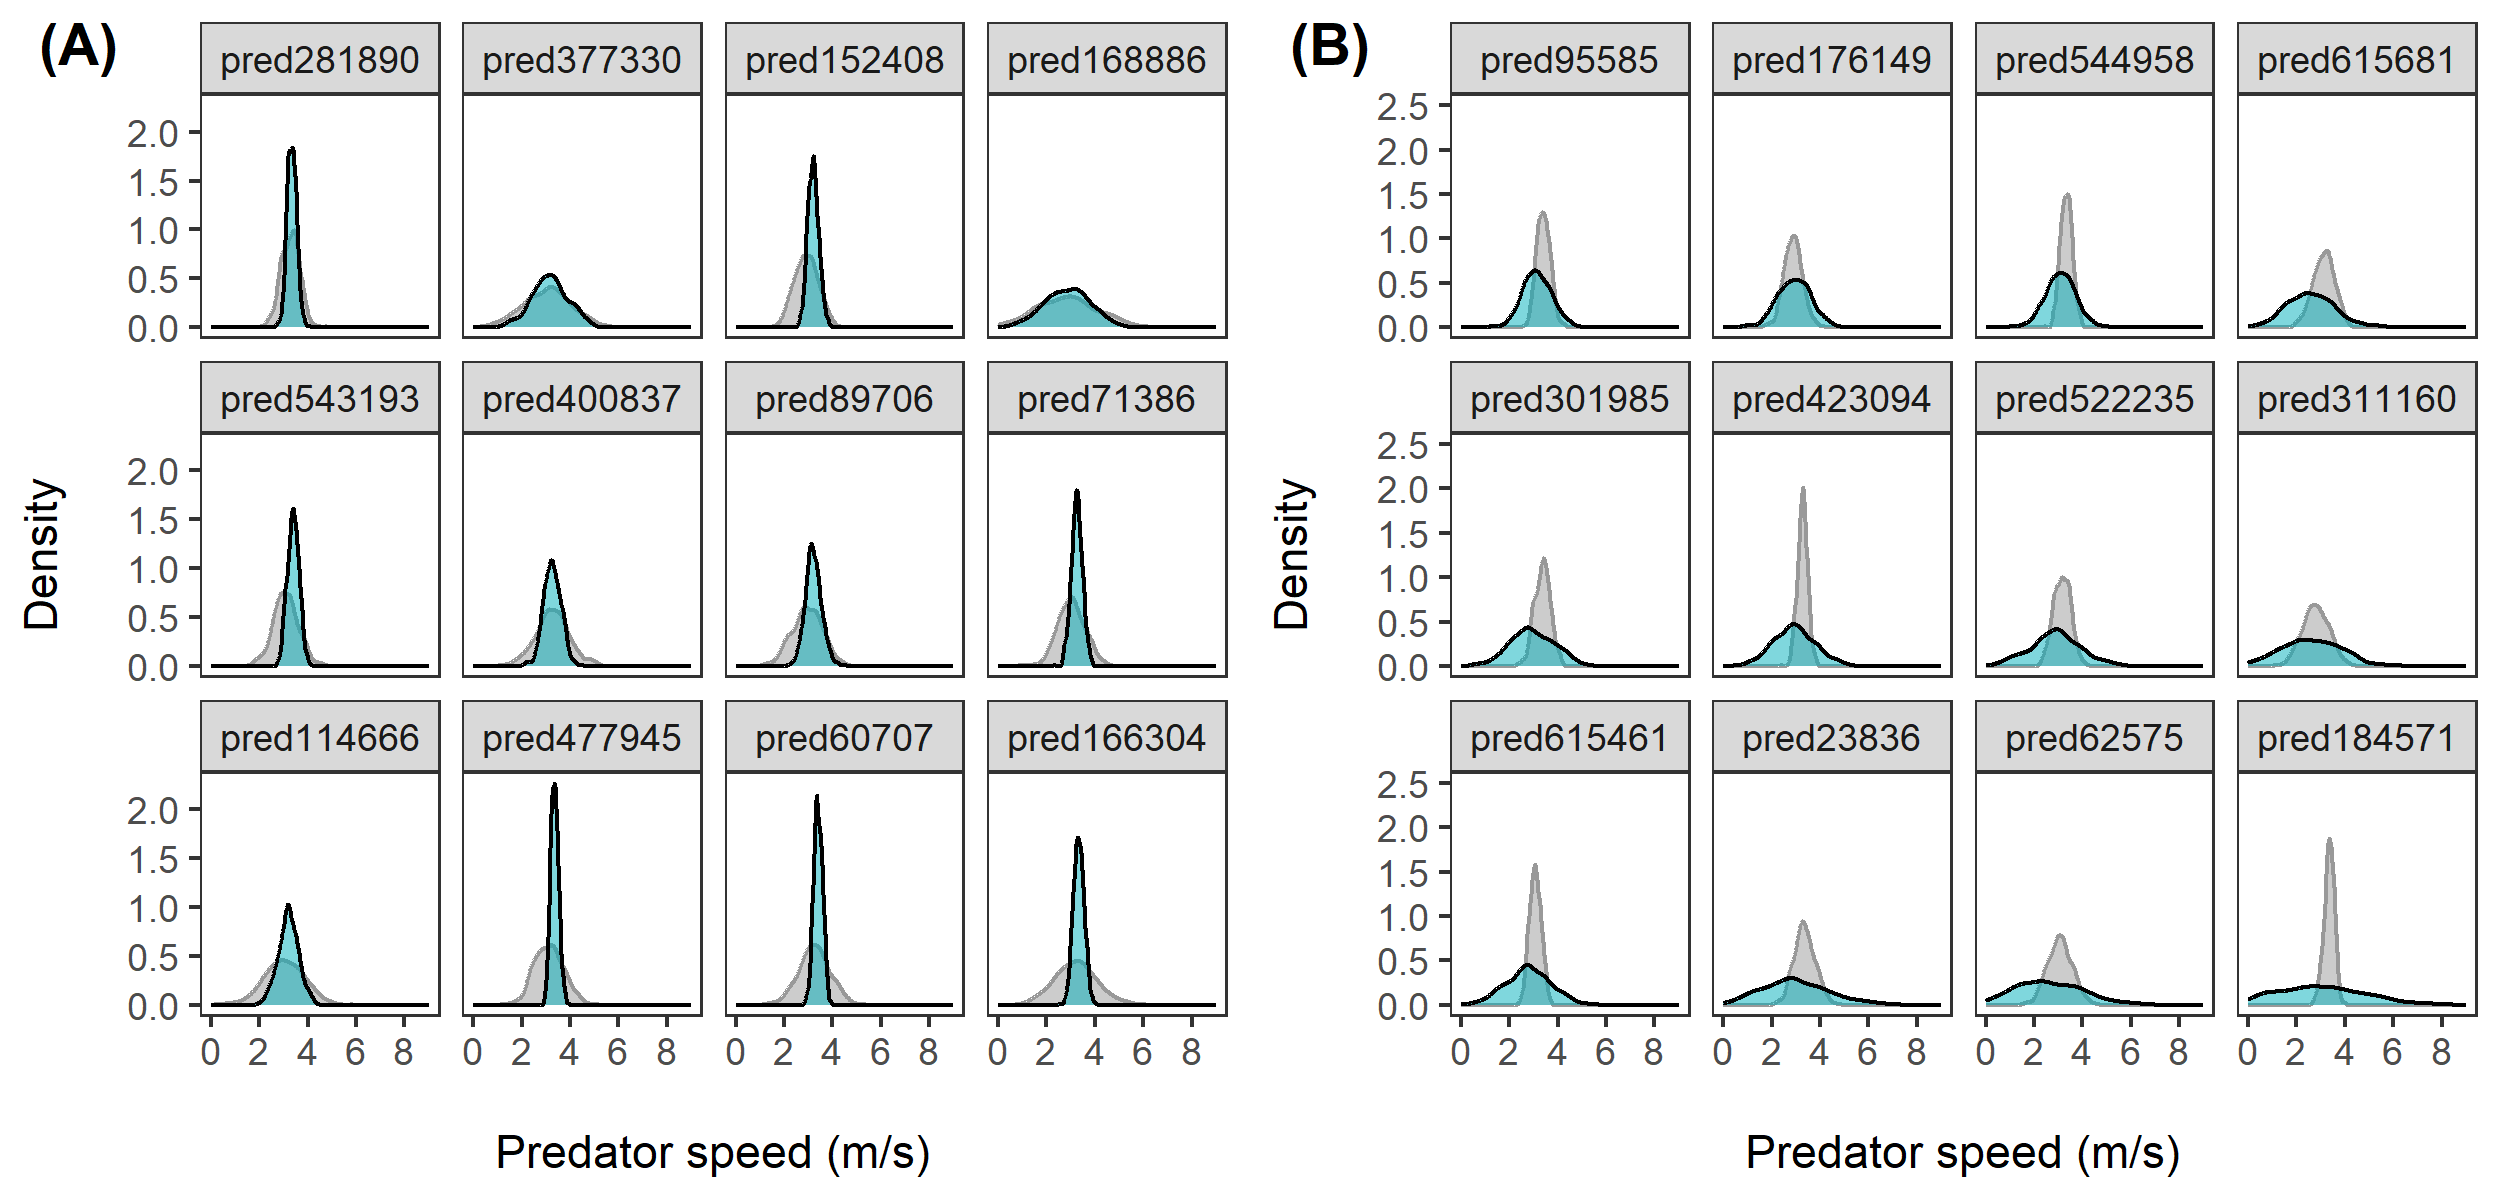 (A)
pred281890 pred377330 pred152408 pred168886
2.0
1.5
1.0
0.5
0.0
pred543193 pred400837 pred89706 pred71386
2.0
1.5
1.0
0.5
0.0
pred114666 pred477945 pred60707 pred166304
2.0
1.5
1.0
0.5
0.0
0 2 4 6 8 0 2 4 6 8 0 2 4 6 8 0 2 4 6 8
Density
Predator speed (m/s)
(B)
pred95585 pred176149 pred544958 pred615681
2.5
2.0
1.5
1.0
0.5
0.0
pred301985 pred423094 pred522235 pred311160
2.5
2.0
1.5
1.0
0.5
0.0
pred615461 pred23836 pred62575 pred184571
2.5
2.0
1.5
1.0
0.5
0.0
0 2 4 6 8 0 2 4 6 8 0 2 4 6 8 0 2 4 6 8
Density
Predator speed (m/s)